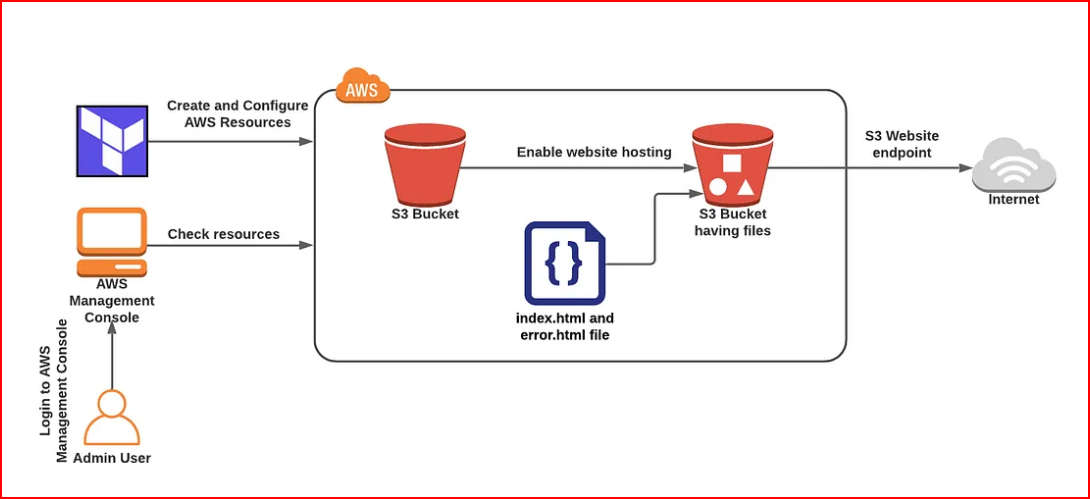 Create and Configure
AWS Resources
AWS
S3 Website
endpoint
Enable website hosting
S3 Bucket
S3 Bucket
having files
Internet
Check resources
{}
AWS
Management
Console
index.html and
error.html file
Login to AWS
Management Console
Admin User